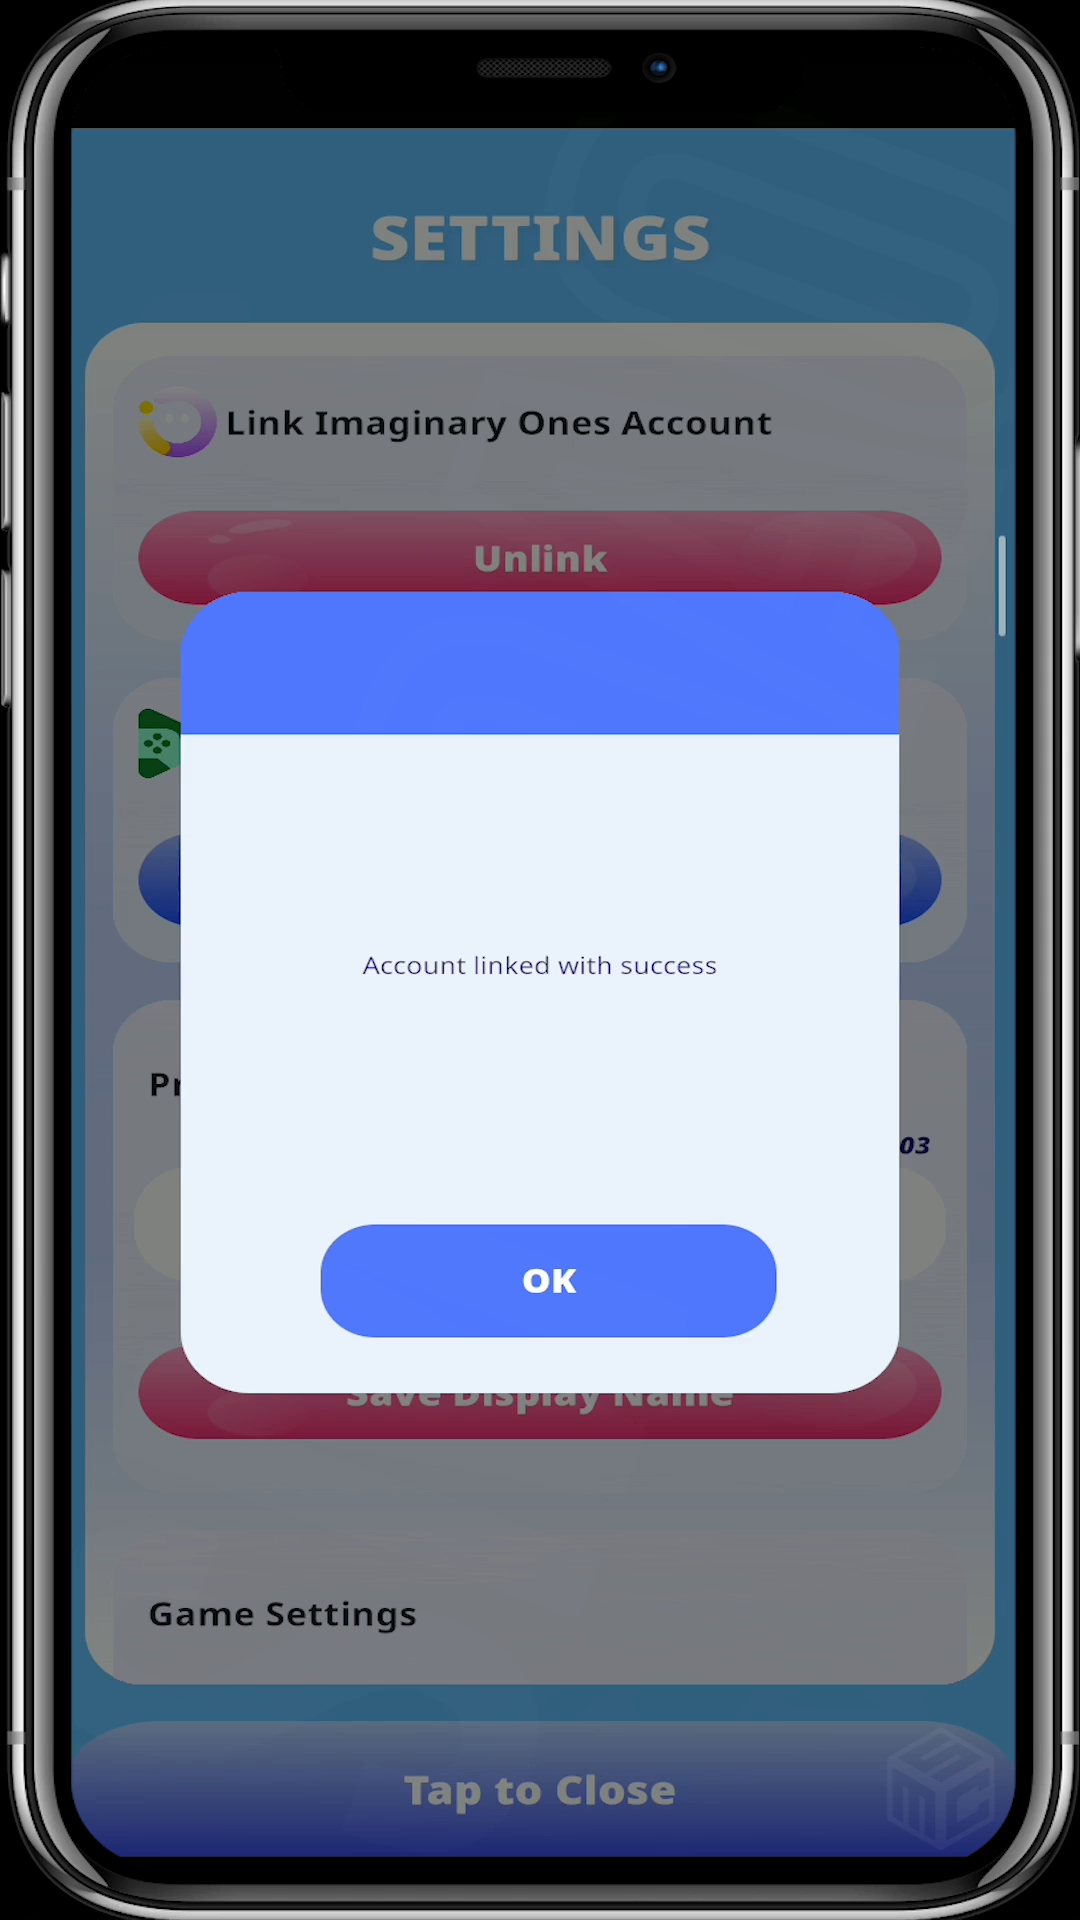 SETTINGS
Link Imaginary Ones Account
Unlink
Account linked with success
Pr
03
OK
Save Display Name
Game Settings
Tap to Close